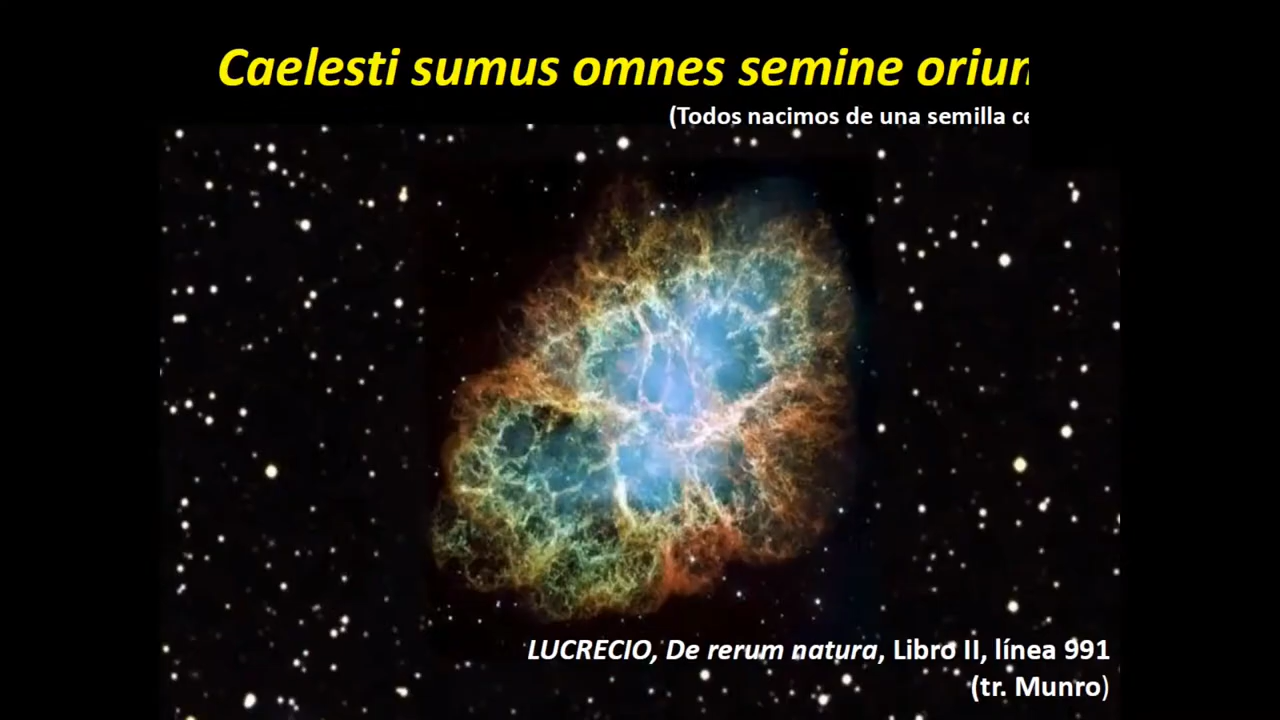 Caelesti sumus omnes semine oriun
(Todos nacimos de una semilla ce
LUCRECIO, De rerum natura, Libro II, línea 991
(tr. Munro)